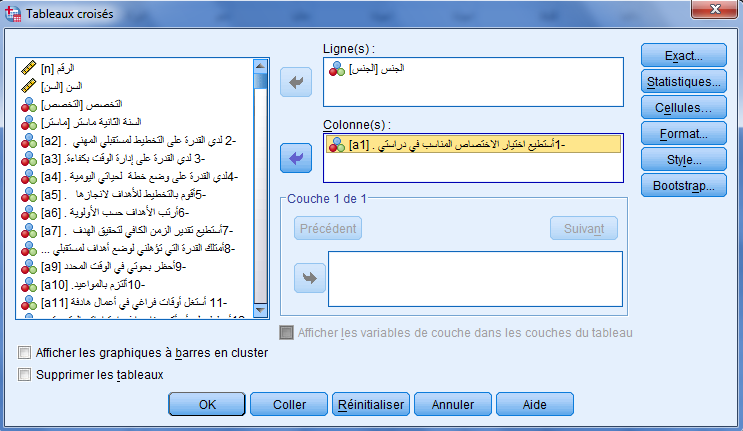 Tableaux croisés
الرقم [n]
السن [السن]
التخصص [التخصص]
السنة الثانية ماستر [ماستر]
2- لدي القدرة على التخطيط لمستقبلي المهني . [a2]
3- لدي القدرة على إدارة الوقت بكفاءة. [a3]
4- لدي القدرة على وضع خطة لحياتي اليومية . [a4]
5- أقوم بالتخطيط للأهداف لانجازها . [a5]
6- أرتب الأهداف حسب الأولوية . [a6]
7- أستطيع تقدير الزمن الكافي لتحقيق الهدف . [a7]
8- أمتلك القدرة التي تؤهلني لوضع أهداف لمستقبلي ...
9- أحظر بحوثي في الوقت المحدد [a9]
10- ألتزم بالمواعيد. [a10]
11- أستغل أوقات فراغي في أعمال هادفة [a11]
Ligne(s) :
الجنس [الجنس]
Colonne(s) :
1- أستطيع اختيار الاختصاص المناسب في دراستي . [a1]
Couche 1 de 1
Précédent
Suivant
Afficher les variables de couche dans les couches du tableau
Exact...
Statistiques...
Cellules...
Format...
Style...
Bootstrap...
Afficher les graphiques à barres en cluster
Supprimer les tableaux
OK
Coller
Réinitialiser
Annuler
Aide